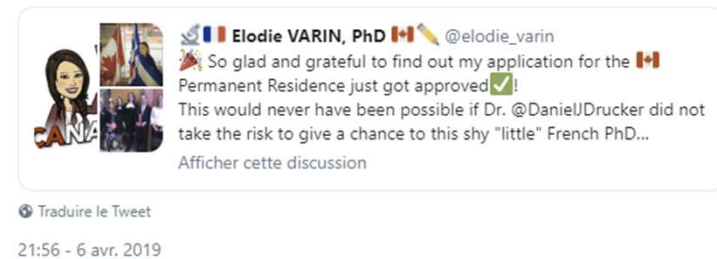 🔬🇫🇷 Elodie VARIN, PhD 🇨🇦✏️ @elodie_varin
🎉 So glad and grateful to find out my application for the 🇨🇦
Permanent Residence just got approved✅!
This would never have been possible if Dr. @DanielJDrucker did not
take the risk to give a chance to this shy "little" French PhD...
Afficher cette discussion
CANA
Traduire le Tweet
21:56 - 6 avr. 2019